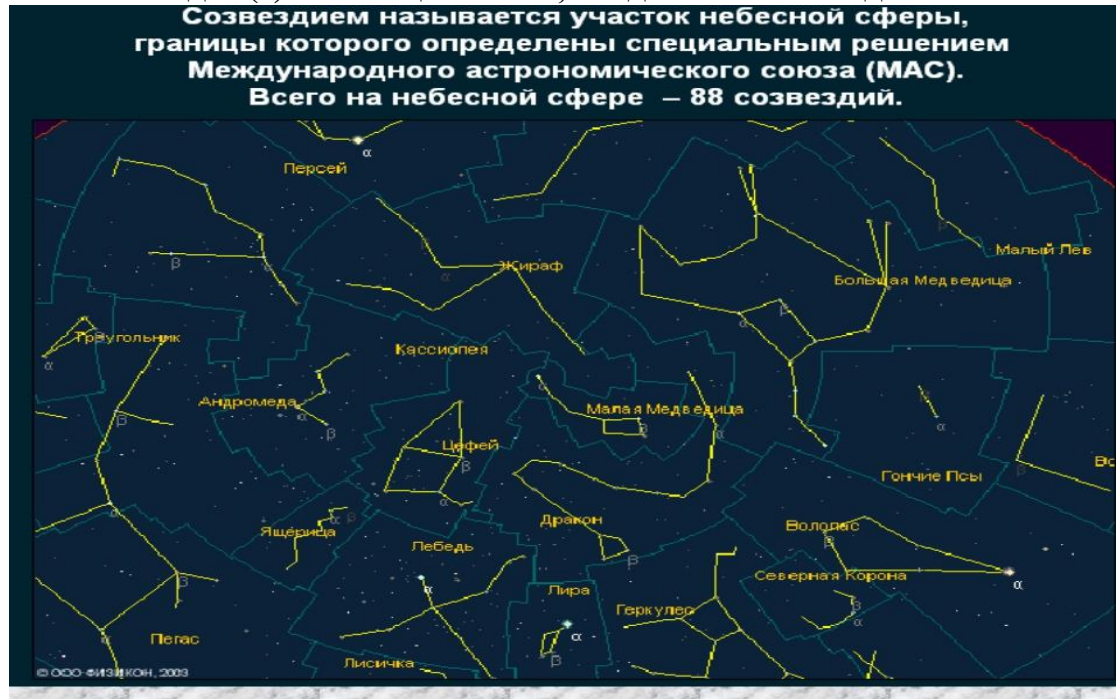 Созвездием называется участок небесной сферы,
границы которого определены специальным решением
Международного астрономического союза (МАС).
Всего на небесной сфере – 88 созвездий.
α
Персей
β
Малый Лев
β
Жираф
Большая Медведица
α
β
Треугольник
α
Кассиопея
Андромеда
α
β
β
α
Малая Медведица
β
α
β
α
Цефей
β
α
Гончие Псы
β
Во
α
Ящерица
α
β
Лебедь
Дракон
β
Волопас
β
α
β
α
Лира
α
β
Геркулес
Северная Корона
β
α
Пегас
α
Лисичка
© ООО ФИЗИКОН, 2003